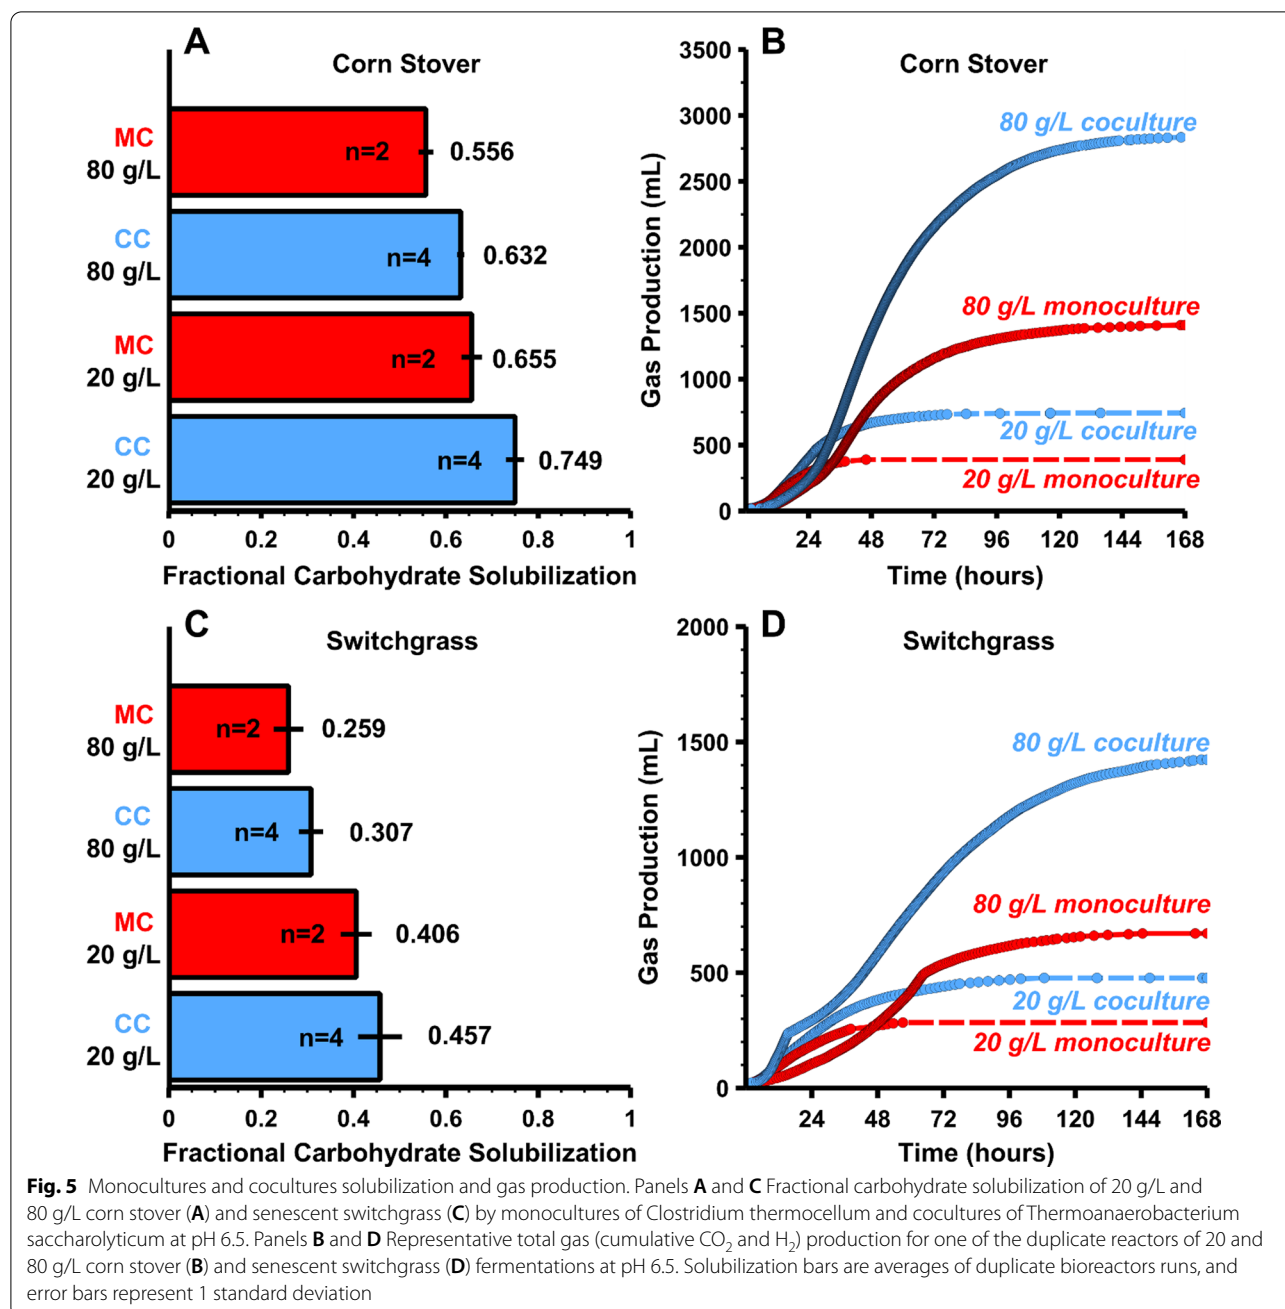 A
Corn Stover
MC
80 g/L
n=2
0.556
CC
80 g/L
n=4
0.632
MC
20 g/L
n=2
0.655
CC
20 g/L
n=4
0.749
0 0.2 0.4 0.6 0.8 1
Fractional Carbohydrate Solubilization
B
Corn Stover
Gas Production (mL)
3500
3000
2500
2000
1500
1000
500
0
80 g/L coculture
80 g/L monoculture
20 g/L coculture
20 g/L monoculture
24 48 72 96 120 144 168
Time (hours)
C
Switchgrass
MC
80 g/L
n=2
0.259
CC
80 g/L
n=4
0.307
MC
20 g/L
n=2
0.406
CC
20 g/L
n=4
0.457
0 0.2 0.4 0.6 0.8 1
Fractional Carbohydrate Solubilization
D
Switchgrass
Gas Production (mL)
2000
1500
1000
500
0
80 g/L coculture
80 g/L monoculture
20 g/L coculture
20 g/L monoculture
24 48 72 96 120 144 168
Time (hours)
Fig. 5 Monocultures and cocultures solubilization and gas production. Panels A and C Fractional carbohydrate solubilization of 20 g/L and
80 g/L corn stover (A) and senescent switchgrass (C) by monocultures of Clostridium thermocellum and cocultures of Thermoanaerobacterium
saccharolyticum at pH 6.5. Panels B and D Representative total gas (cumulative CO2 and H2) production for one of the duplicate reactors of 20 and
80 g/L corn stover (B) and senescent switchgrass (D) fermentations at pH 6.5. Solubilization bars are averages of duplicate bioreactors runs, and
error bars represent 1 standard deviation